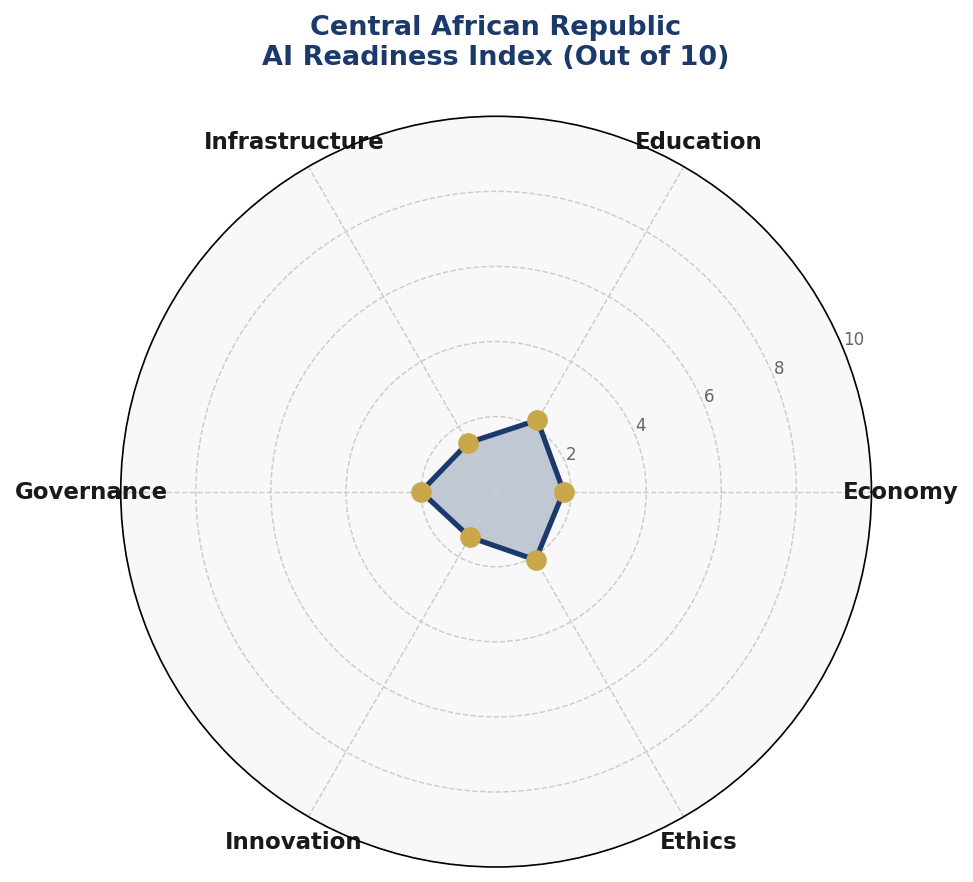 Central African Republic
AI Readiness Index (Out of 10)
Infrastructure
Education
10
8
6
4
2
Governance
Economy
Innovation
Ethics